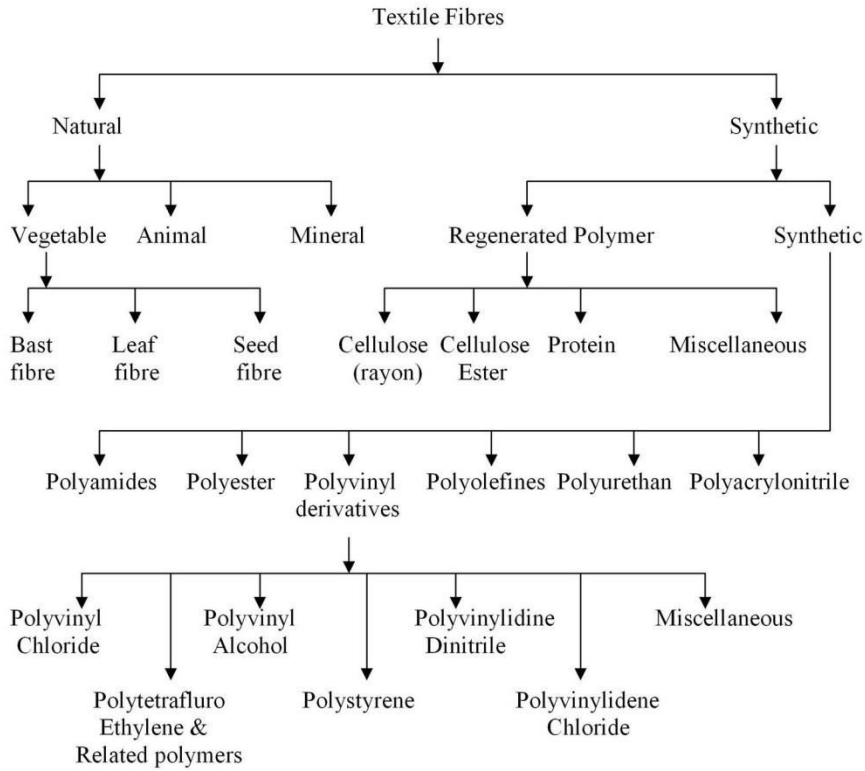 Textile Fibres
Natural
Synthetic
Vegetable
Animal
Mineral
Regenerated Polymer
Synthetic
Bast
fibre
Leaf
fibre
Seed
fibre
Cellulose
(rayon)
Cellulose
Ester
Protein
Miscellaneous
Polyamides
Polyester
Polyvinyl
derivatives
Polyolefines
Polyurethan
Polyacrylonitrile
Polyvinyl
Chloride
Polyvinyl
Alcohol
Polyvinylidine
Dinitrile
Miscellaneous
Polytetrafluro
Ethylene &
Related polymers
Polystyrene
Polyvinylidene
Chloride